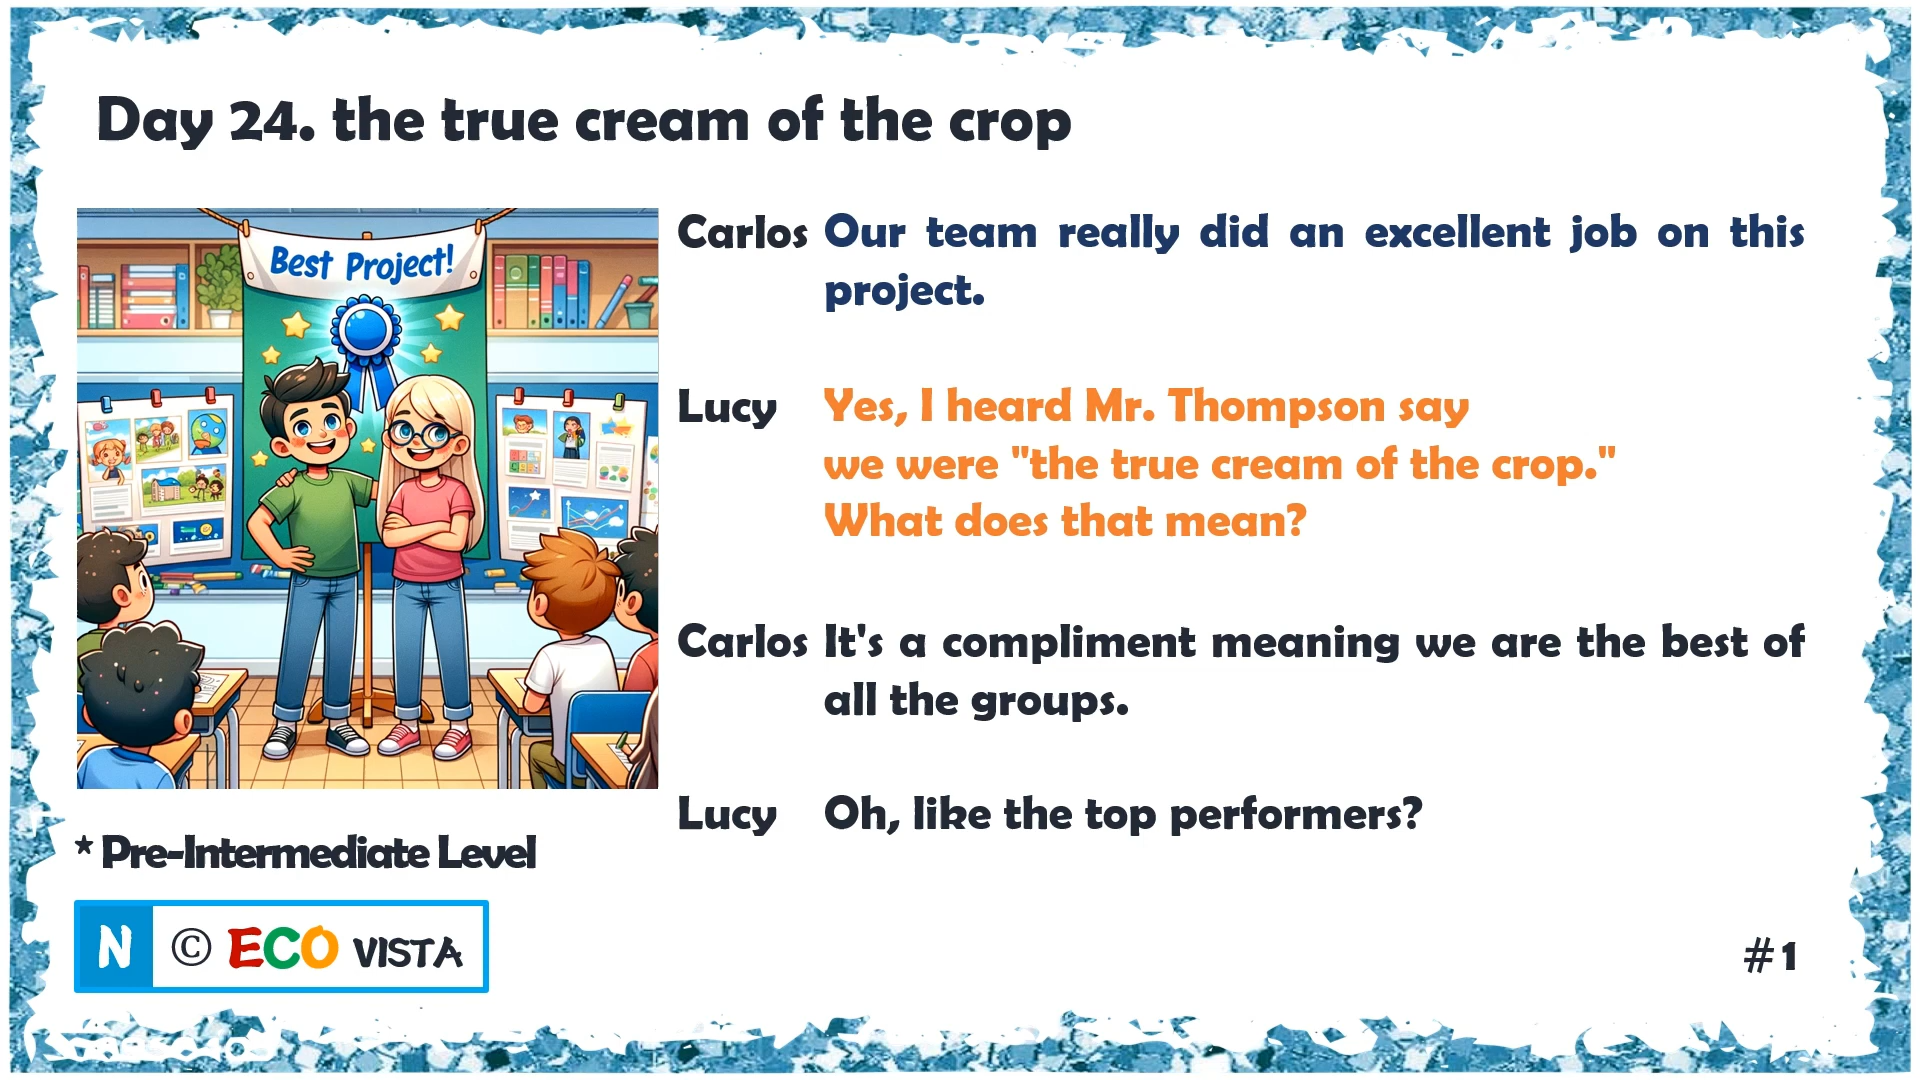 Day 24. the true cream of the crop
Best Project!
Carlos Our team really did an excellent job on this
project.
Lucy Yes, I heard Mr. Thompson say
we were "the true cream of the crop."
What does that mean?
Carlos It's a compliment meaning we are the best of
all the groups.
Lucy Oh, like the top performers?
* Pre-Intermediate Level
N © ECO VISTA
#1